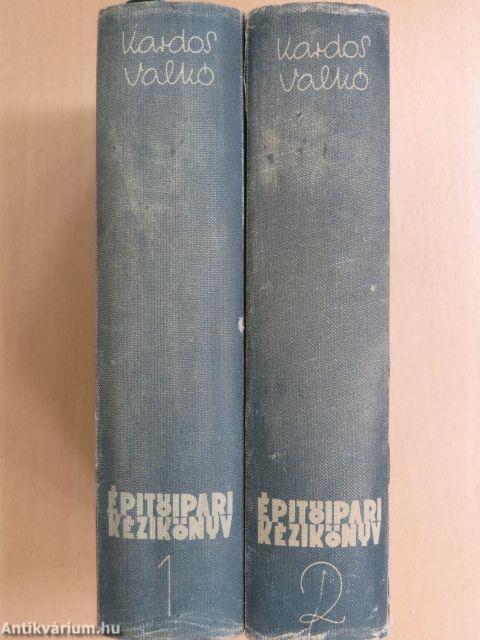 Kardos
Valkó
ÉPITŐIPARI
KÉZIKÖNYV
1
Kardos
Valkó
ÉPITŐIPARI
KÉZIKÖNYV
2
Antikvárium.hu